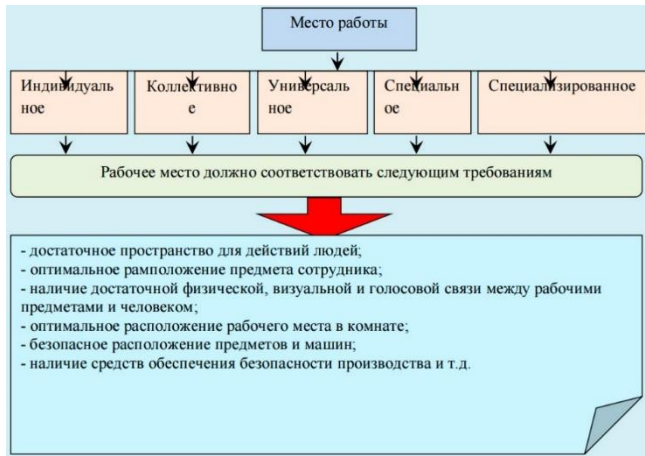 Место работы
Индивидуаль
ное
Коллективно
е
Универсаль
ное
Специальн
ое
Специализированное
Рабочее место должно соответствовать следующим требованиям
- достаточное пространство для действий людей;
- оптимальное рамположение предмета сотрудника;
- наличие достаточной физической, визуальной и голосовой связи между рабочими
предметами и человеком;
- оптимальное расположение рабочего места в комнате;
- безопасное расположение предметов и машин;
- наличие средств обеспечения безопасности производства и т.д.